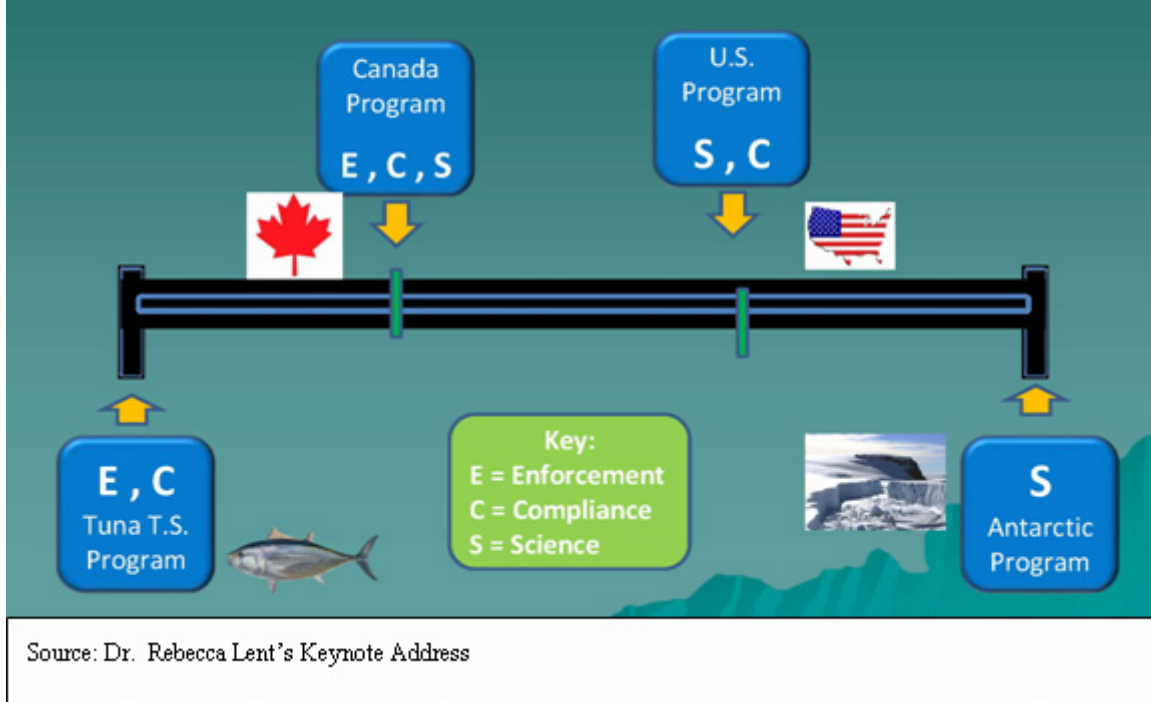 Canada
Program
E , C , S
U.S.
Program
S , C
E , C
Tuna T.S.
Program
Key:
E = Enforcement
C = Compliance
S = Science
S
Antarctic
Program
Source: Dr.  Rebecca Lent's Keynote Address